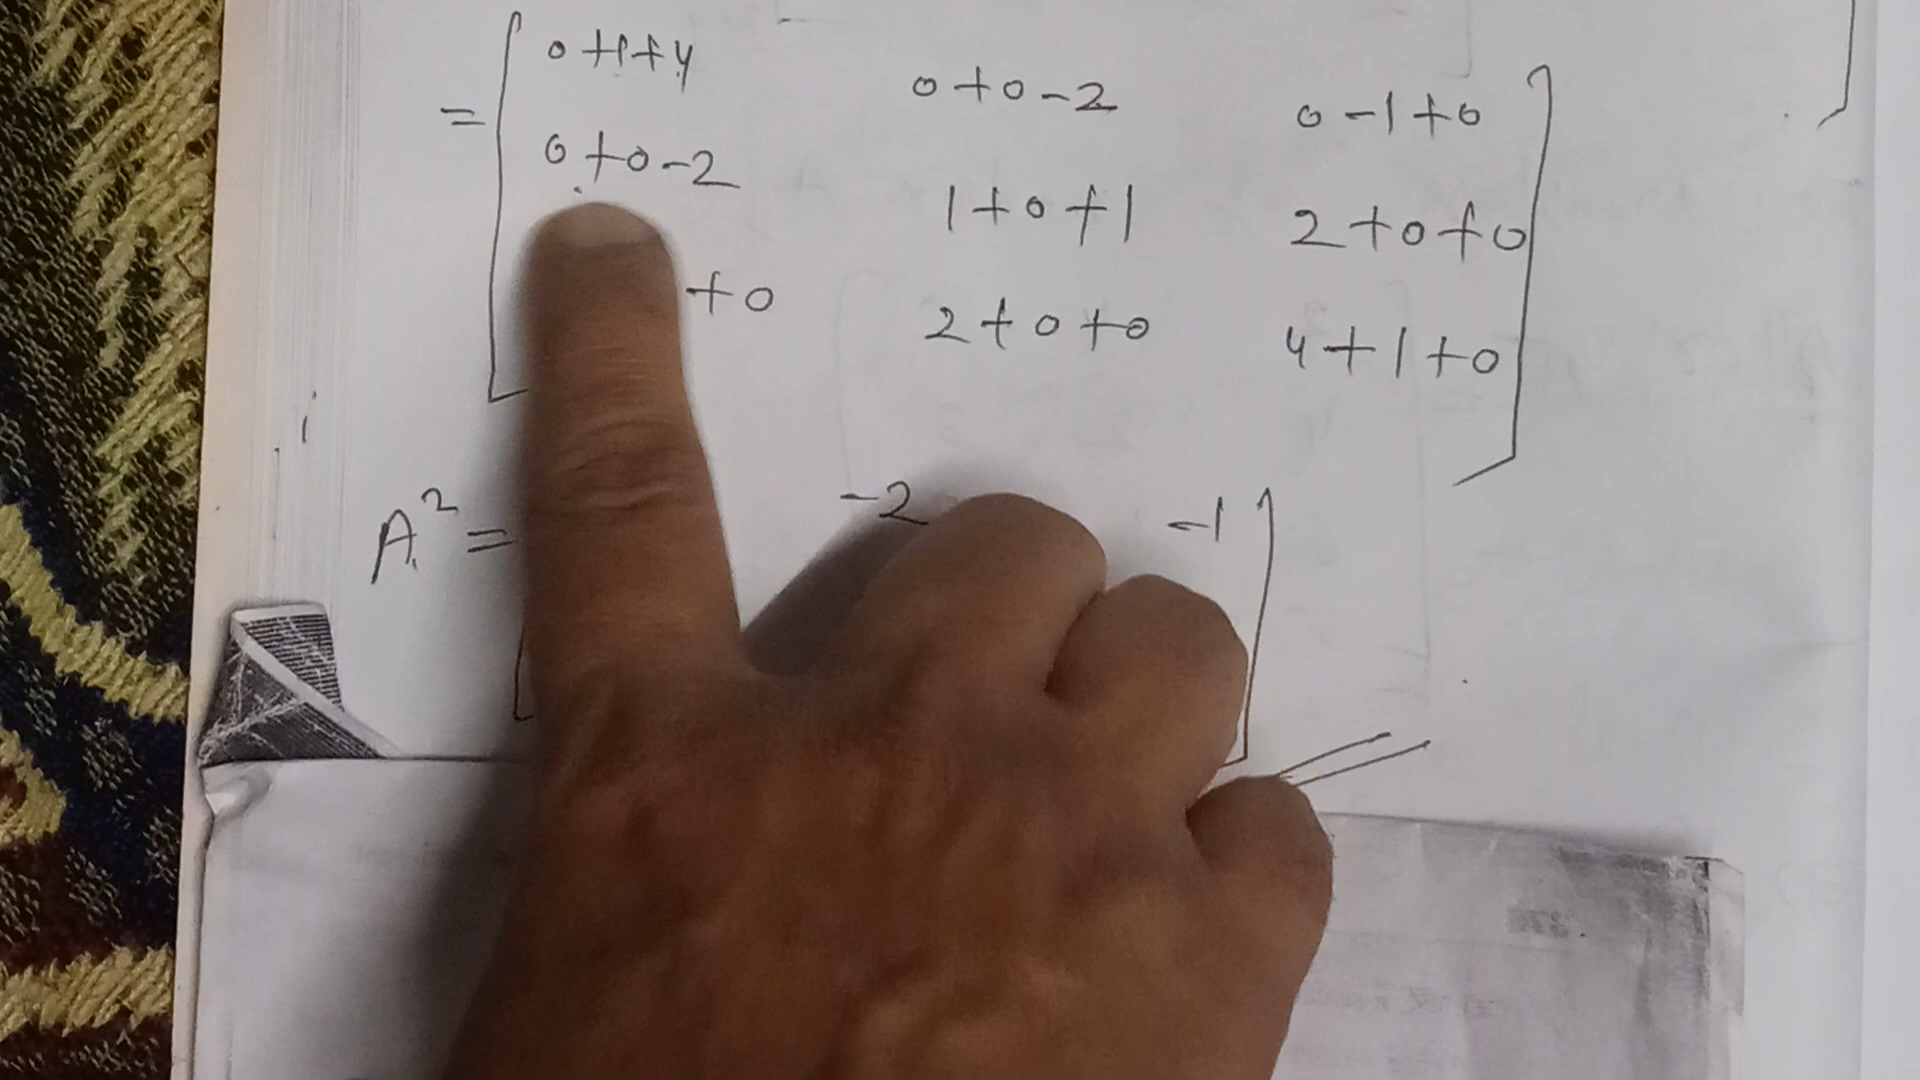 = 0+1+4 0+0-2 0-1+0
0+0-2 1+0+1 2+0+0
+0 2+0+0 4+1+0
A² = -2 -1